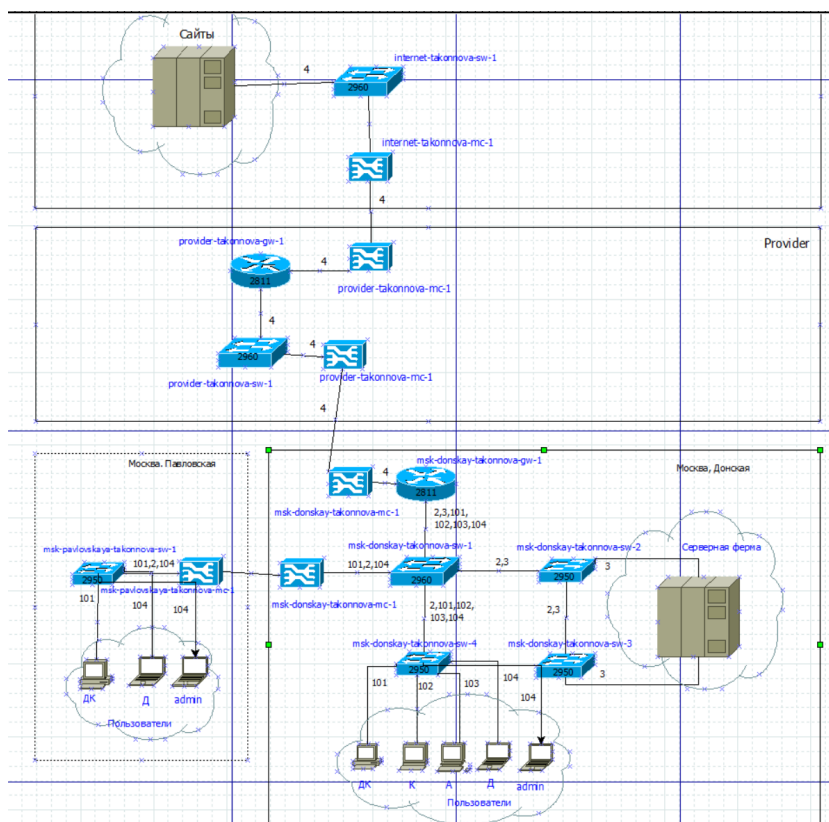 Сайты
internet-takonnova-sw-1
4
2960
internet-takonnova-mc-1
4
Provider
provider-takonnova-gw-1
4
2811
provider-takonnova-mc-1
4
4
2960
provider-takonnova-mc-1
provider-takonnova-sw-1
4
Москва. Павловская
msk-donskay-takonnova-gw-1
Москва, Донская
4
2811
msk-donskay-takonnova-mc-1
2,3,101,
102,103,104
msk-pavlovskaya-takonnova-sw-1
msk-donskay-takonnova-sw-1
msk-donskay-takonnova-sw-2
Серверная ферма
101,2,104
101,2,104
2,3
3
2950
2960
2950
msk-pavlovskaya-takonnova-mc-1
msk-donskay-takonnova-mc-1
101
104
104
2,101,102,
103,104
2,3
msk-donskay-takonnova-sw-4
msk-donskay-takonnova-sw-3
2950
2950
3
101
102
103
104
104
ДК
Д
admin
Пользователи
ДК
К
А
Д
admin
Пользователи